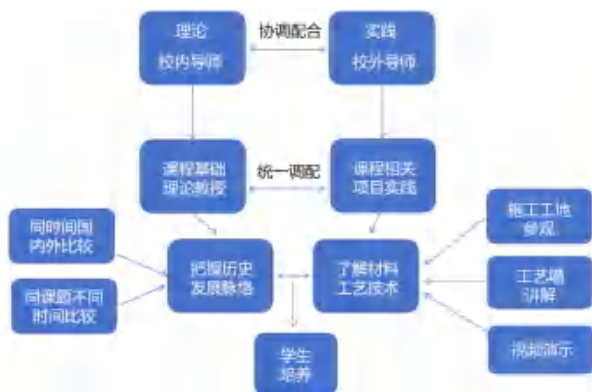 理论
校内导师
协调配合
实践
校外导师
课程基础
理论教授
统一调配
课程相关
项目实践
同时间国
内外比较
同课题不同
时间比较
把握历史
发展脉络
了解材料
工艺技术
施工工地
参观
工艺墙
讲解
视频演示
学生
培养